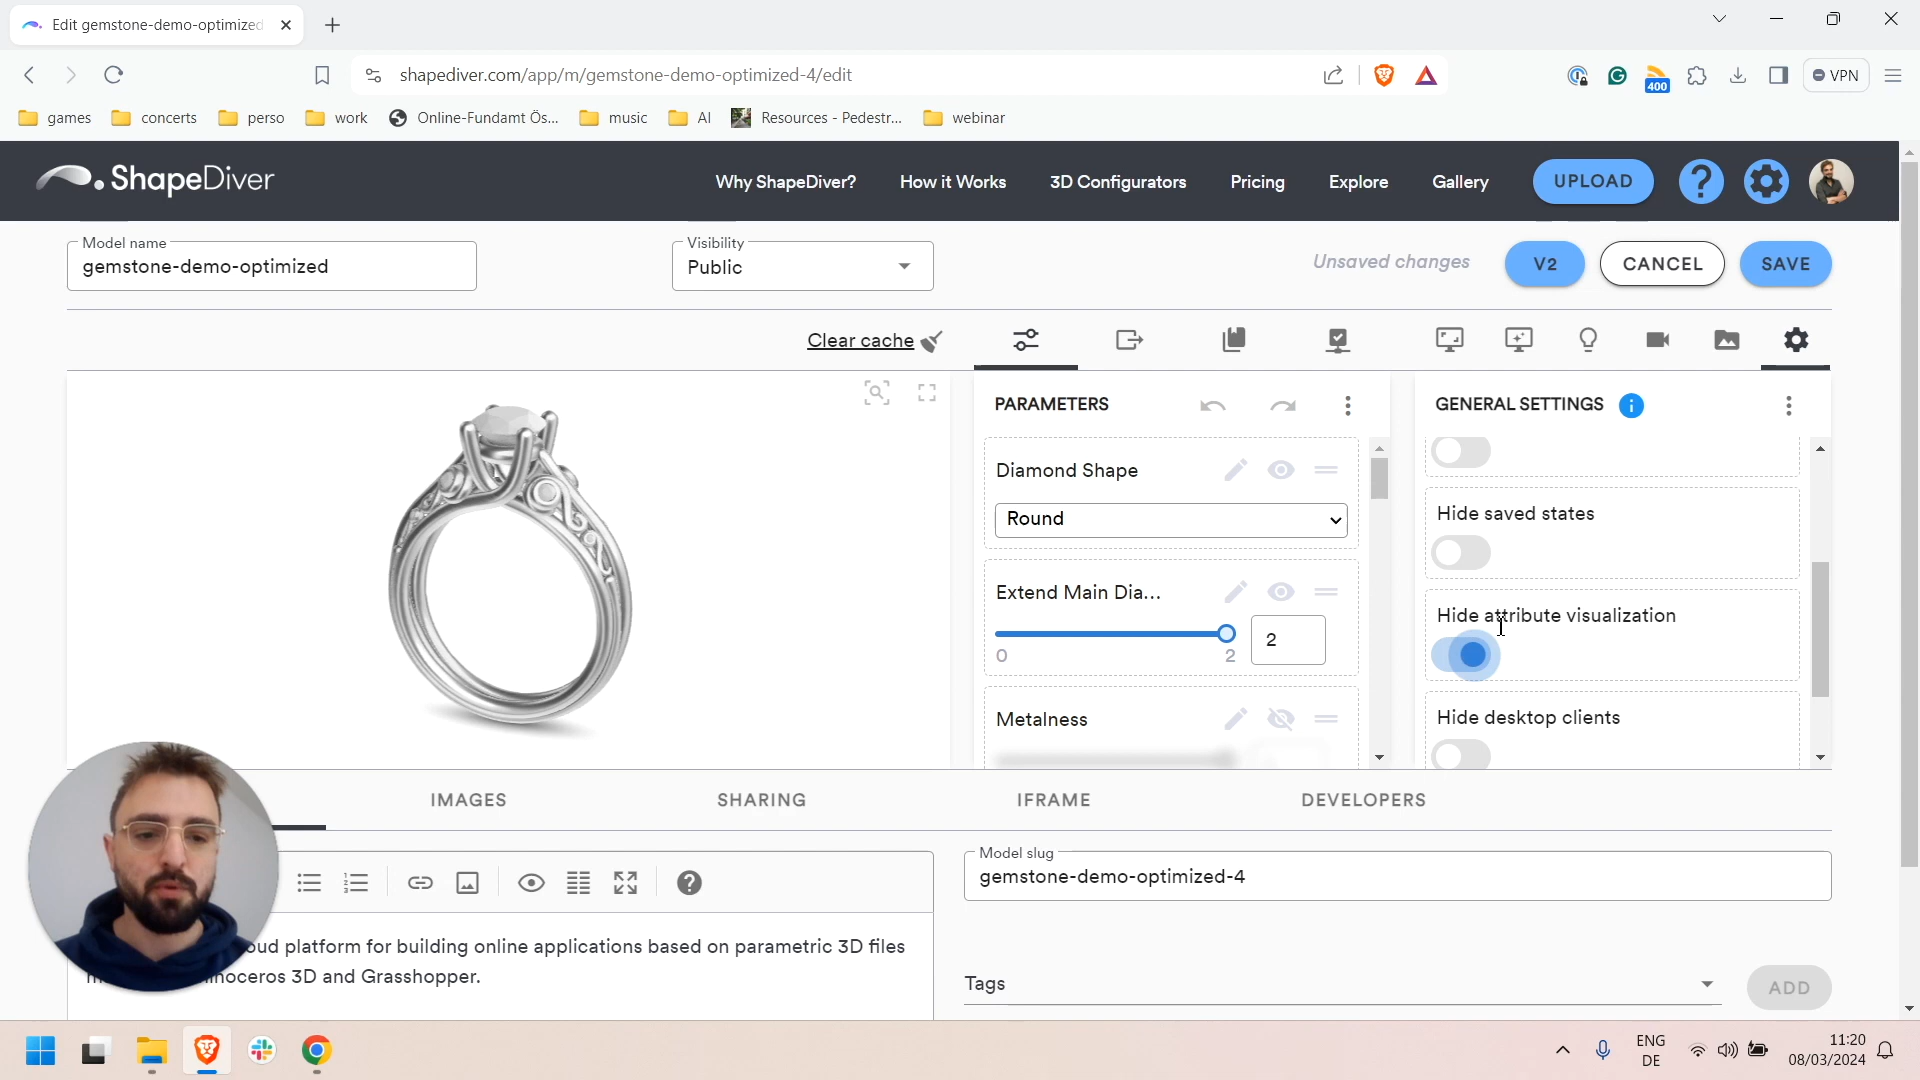 Edit gemstone-demo-optimized
shapediver.com/app/m/gemstone-demo-optimized-4/edit
400
VPN
games
concerts
perso
work
Online-Fundamt Ös...
music
AI
Resources - Pedestr...
webinar
ShapeDiver
Why ShapeDiver?
How it Works
3D Configurators
Pricing
Explore
Gallery
UPLOAD
Model name
gemstone-demo-optimized
Visibility
Public
Unsaved changes
V2
CANCEL
SAVE
Clear cache
PARAMETERS
GENERAL SETTINGS
Diamond Shape
Round
Extend Main Dia...
0
2
2
Metalness
Hide saved states
Hide attribute visualization
Hide desktop clients
IMAGES
SHARING
IFRAME
DEVELOPERS
Model slug
gemstone-demo-optimized-4
platform for building online applications based on parametric 3D files
3D and Grasshopper.
Tags
ADD
ENG
DE
11:20
08/03/2024